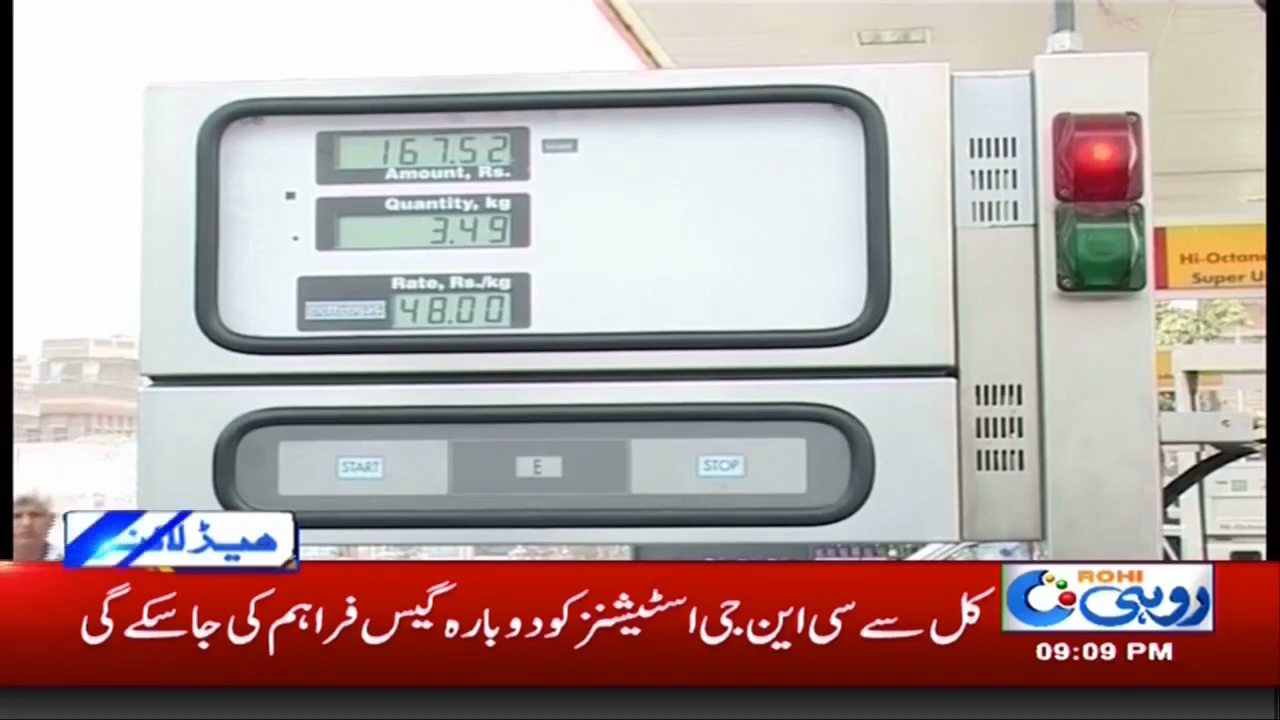 167.52
Amount, Rs.
Quantity, kg
3.49
Rate, Rs./kg
48.00
Hi-Octane
Super U
START
E
STOP
ہیڈ لائنز
کل سے سی این جی اسٹیشنز کو دوبارہ گیس فراہم کی جا سکے گی
ROHI
روہی
09:09 PM